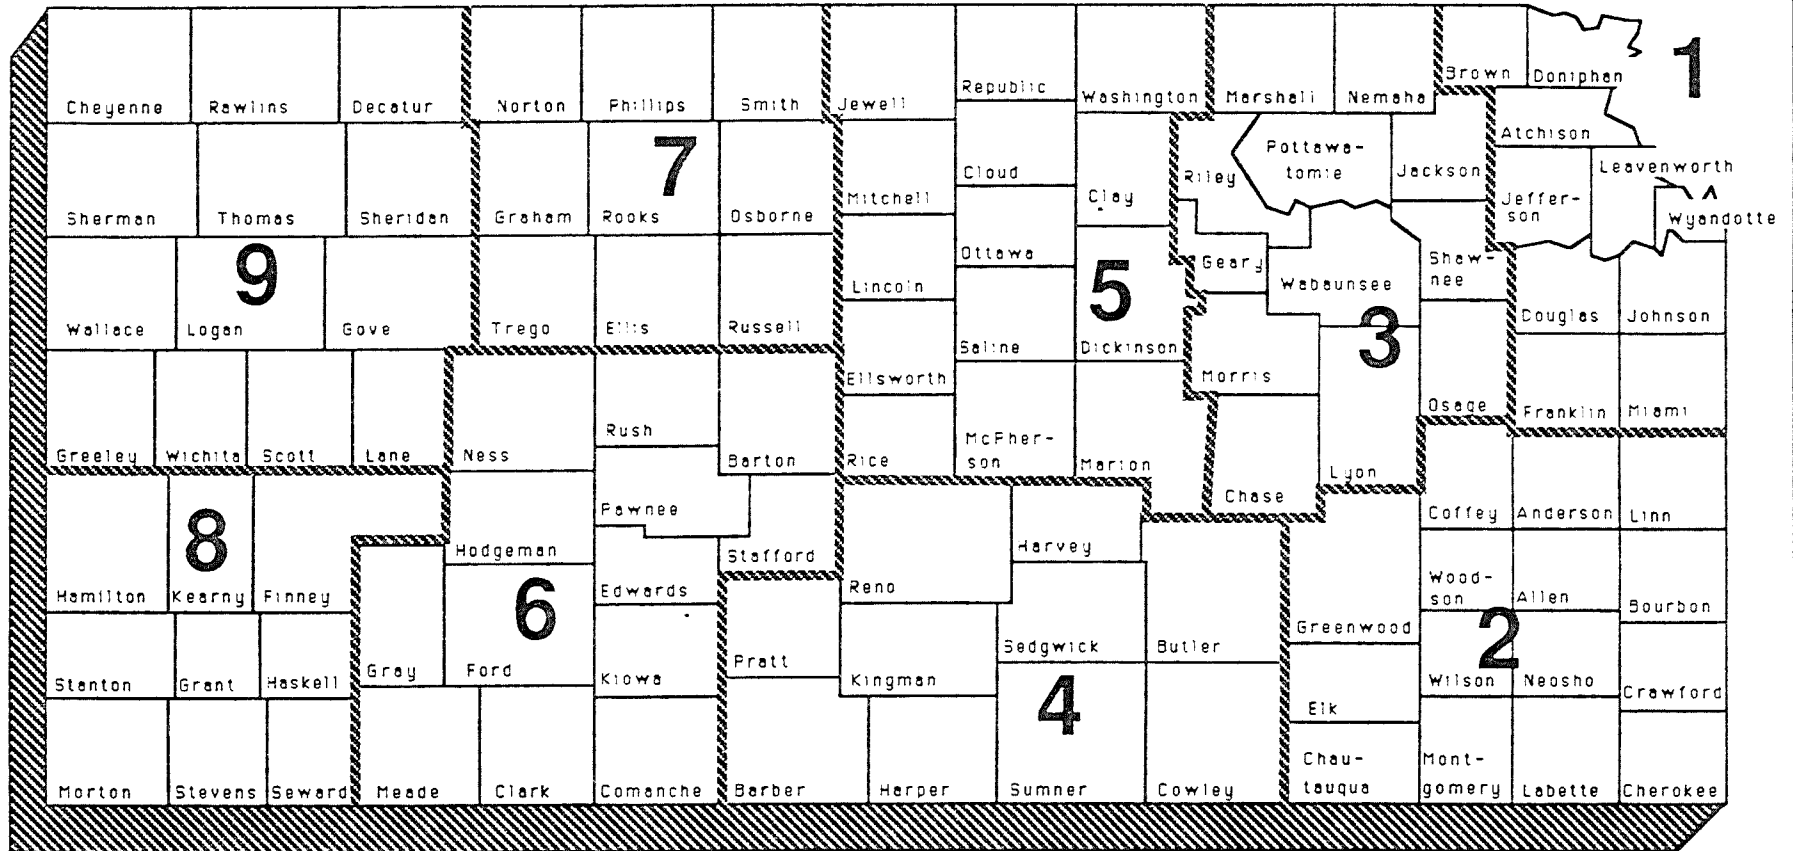 Cheyenne
Rawlins
Decatur
Norton
Phillips
Smith
Jewell
Republic
Washington
Marshall
Nemaha
Brown
Doniphan
1
Sherman
Thomas
Sheridan
Graham
7
Rooks
Osborne
Mitchell
Cloud
Clay
Riley
Pottawa-
tomie
Jackson
Atchison
Jeffer-
son
Leavenworth
Wyandotte
9
Wallace
Logan
Gove
Trego
Ellis
Russell
Lincoln
Ottawa
5
Geary
Wabaunsee
Shaw-
nee
Douglas
Johnson
Saline
Dickinson
3
Greeley
Wichita
Scott
Lane
Ness
Rush
Barton
Ellsworth
Rice
McPher-
son
Marion
Morris
Chase
Lyon
Osage
Franklin
Miami
8
Hamilton
Kearny
Finney
Hodgeman
Pawnee
Stafford
Edwards
Reno
Harvey
Coffey
Anderson
Linn
Wood-
son
Allen
Bourbon
6
Stanton
Grant
Haskell
Gray
Ford
Kiowa
Pratt
Kingman
Sedgwick
Butler
Greenwood
2
Wilson
Neosho
Crawford
4
Elk
Morton
Stevens
Seward
Meade
Clark
Comanche
Barber
Harper
Sumner
Cowley
Chau-
tauqua
Mont-
gomery
Labette
Cherokee